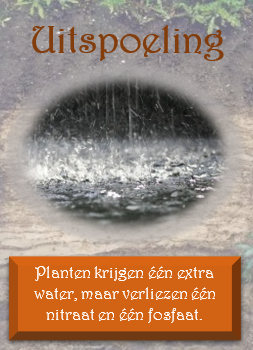 Uitspoeling
Planten krijgen één extra
water, maar verliezen één
nitraat en één fosfaat.